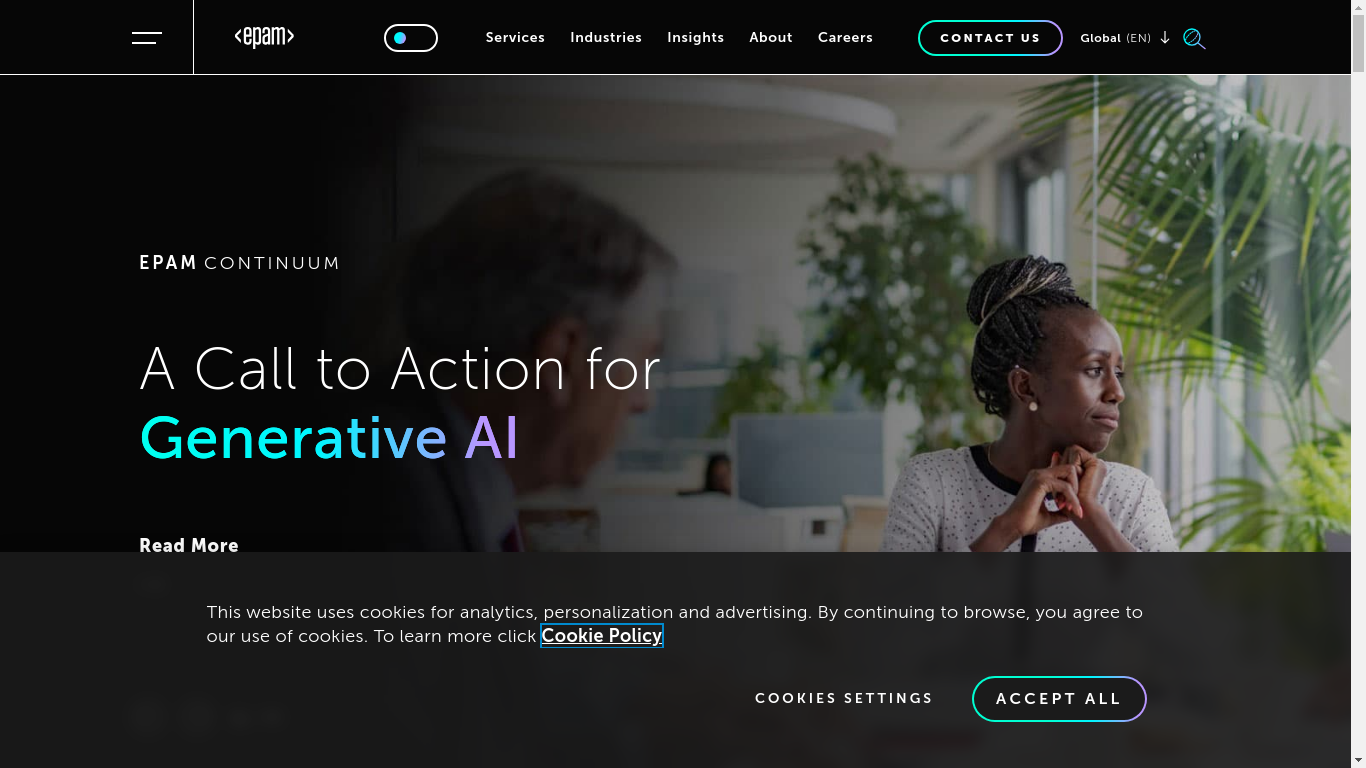 <epam>
Services
Industries
Insights
About
Careers
CONTACT US
Global (EN)
EPAM CONTINUUM
A Call to Action for
Generative AI
Read More
This website uses cookies for analytics, personalization and advertising. By continuing to browse, you agree to
our use of cookies. To learn more click Cookie Policy
COOKIES SETTINGS
ACCEPT ALL